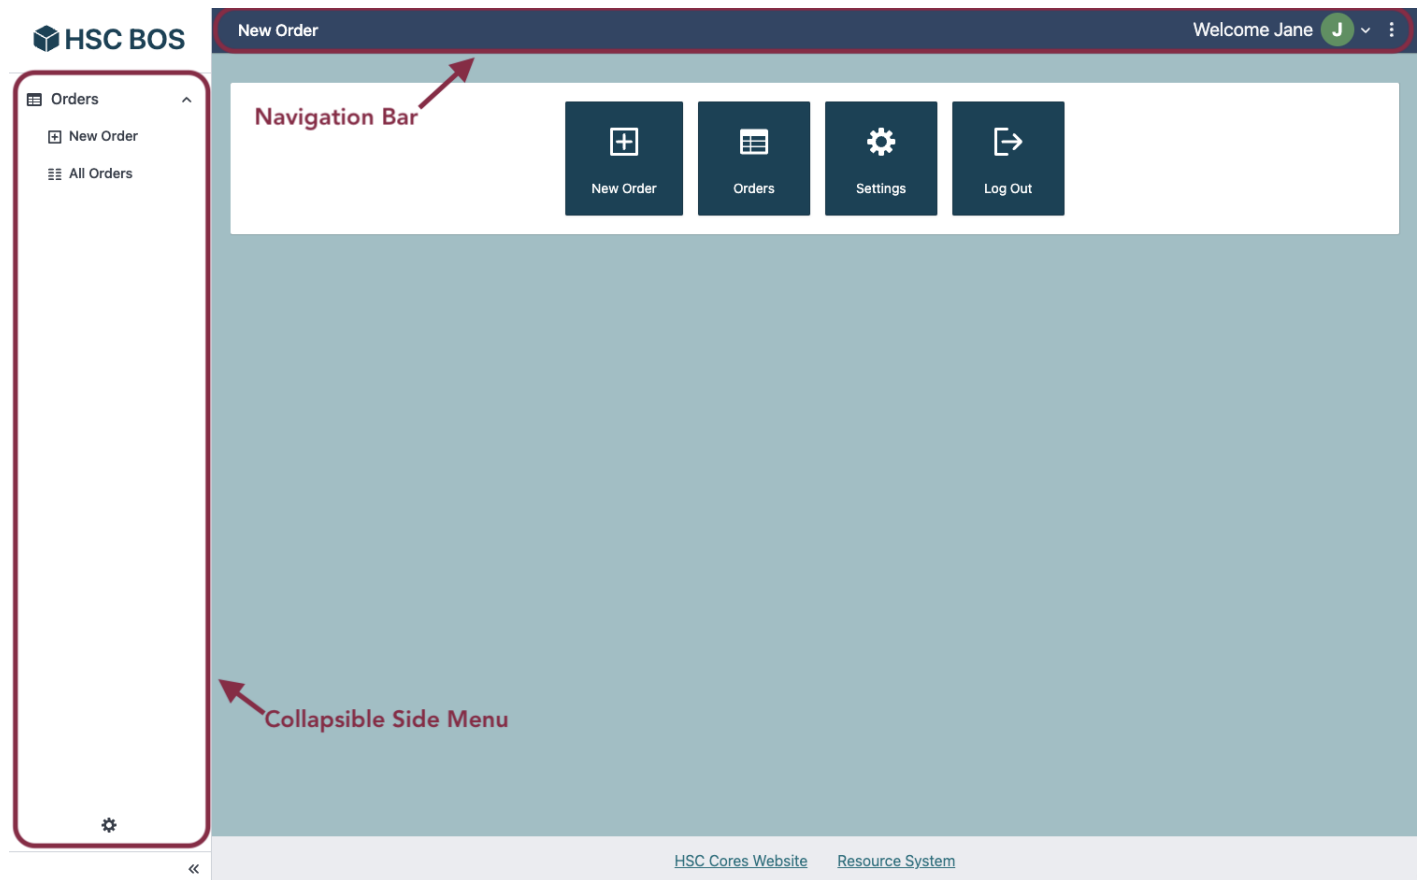 HSC BOS
New Order
Welcome Jane
J
Orders
New Order
All Orders
Navigation Bar
New Order
Orders
Settings
Log Out
Collapsible Side Menu
HSC Cores Website
Resource System